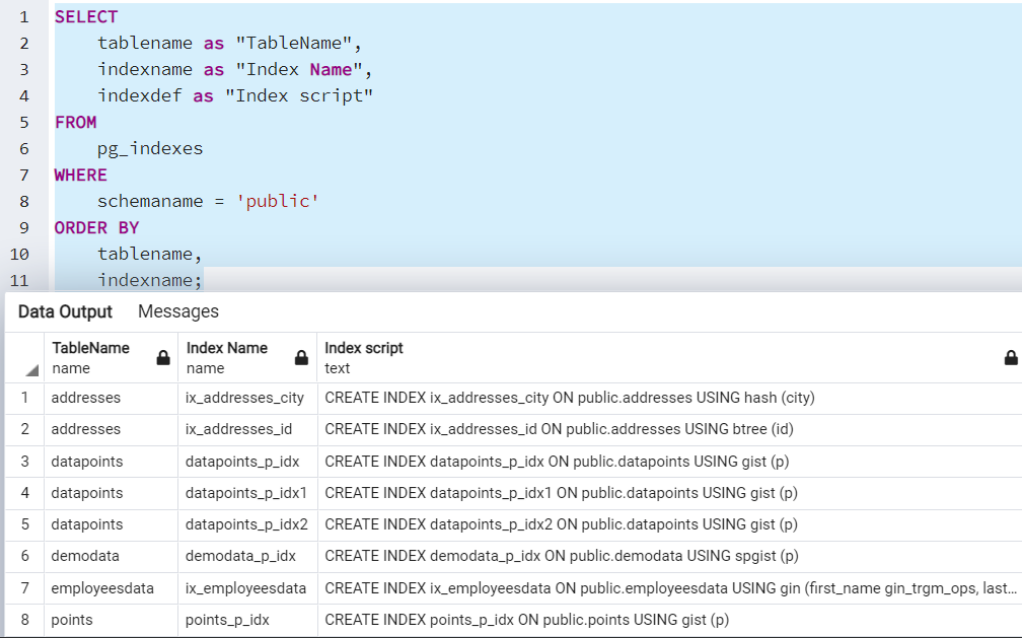 1 SELECT
2 tablename as "TableName",
3 indexname as "Index Name",
4 indexdef as "Index script"
5 FROM
6 pg_indexes
7 WHERE
8 schemaname = 'public'
9 ORDER BY
10 tablename,
11 indexname;
Data Output Messages
TableName Index Name Index script
name name text
1 addresses ix_addresses_city CREATE INDEX ix_addresses_city ON public.addresses USING hash (city)
2 addresses ix_addresses_id CREATE INDEX ix_addresses_id ON public.addresses USING btree (id)
3 datapoints datapoints_p_idx CREATE INDEX datapoints_p_idx ON public.datapoints USING gist (p)
4 datapoints datapoints_p_idx1 CREATE INDEX datapoints_p_idx1 ON public.datapoints USING gist (p)
5 datapoints datapoints_p_idx2 CREATE INDEX datapoints_p_idx2 ON public.datapoints USING gist (p)
6 demodata demodata_p_idx CREATE INDEX demodata_p_idx ON public.demodata USING spgist (p)
7 employeesdata ix_employeesdata CREATE INDEX ix_employeesdata ON public.employeesdata USING gin (first_name gin_trgm_ops, last...
8 points points_p_idx CREATE INDEX points_p_idx ON public.points USING gist (p)